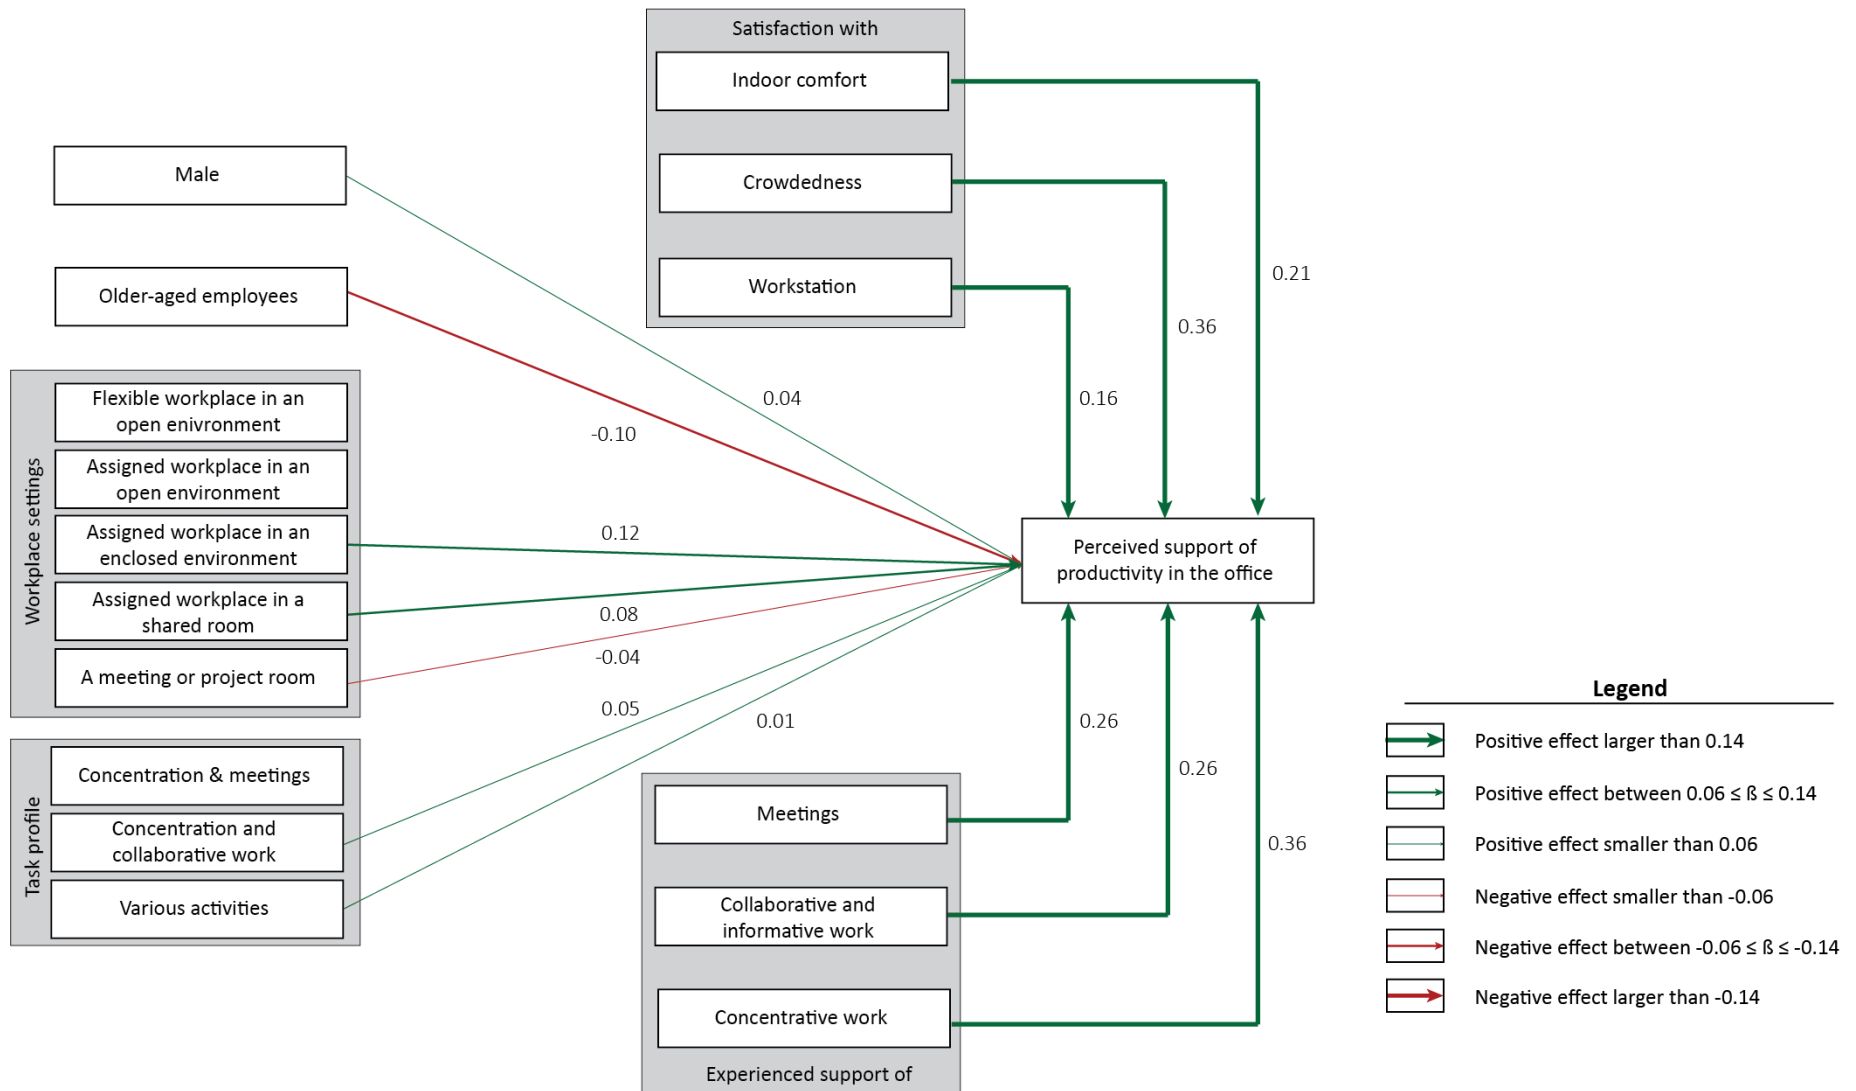 Satisfaction with
Indoor comfort
Crowdedness
Workstation
Male
Older-aged employees
Workplace settings
Flexible workplace in an
open enivronment
Assigned workplace in an
open environment
Assigned workplace in an
enclosed environment
Assigned workplace in a
shared room
A meeting or project room
Task profile
Concentration & meetings
Concentration and
collaborative work
Various activities
0.04
-0.10
0.12
0.08
-0.04
0.05
0.01
0.16
0.36
0.21
Perceived support of
productivity in the office
0.26
0.26
0.36
Meetings
Collaborative and
informative work
Concentrative work
Experienced support of
Legend
Positive effect larger than 0.14
Positive effect between 0.06 ≤ ß ≤ 0.14
Positive effect smaller than 0.06
Negative effect smaller than -0.06
Negative effect between -0.06 ≤ ß ≤ -0.14
Negative effect larger than -0.14